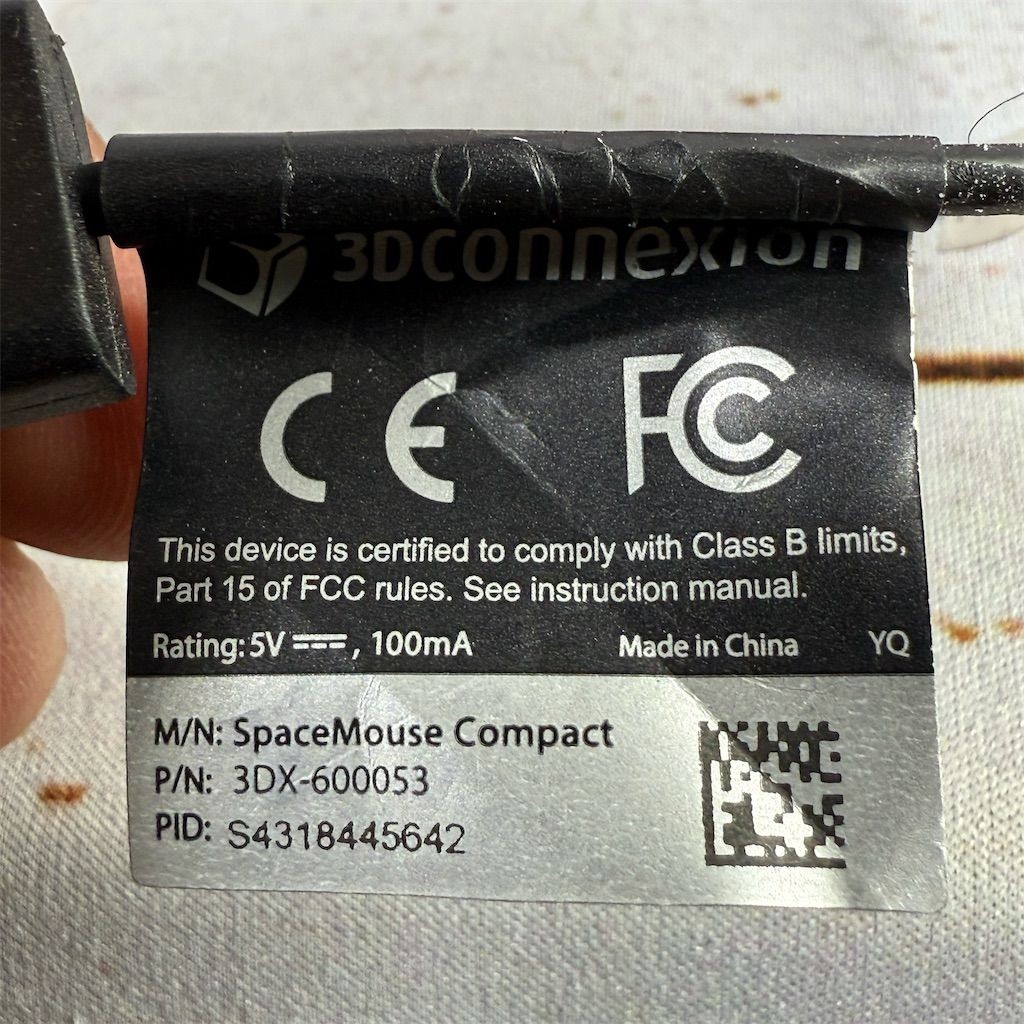 3Dconnexion
CE FC
This device is certified to comply with Class B limits,
Part 15 of FCC rules. See instruction manual.
Rating: 5V ⎓, 100mA Made in China YQ
M/N: SpaceMouse Compact
P/N: 3DX-600053
PID: S4318445642